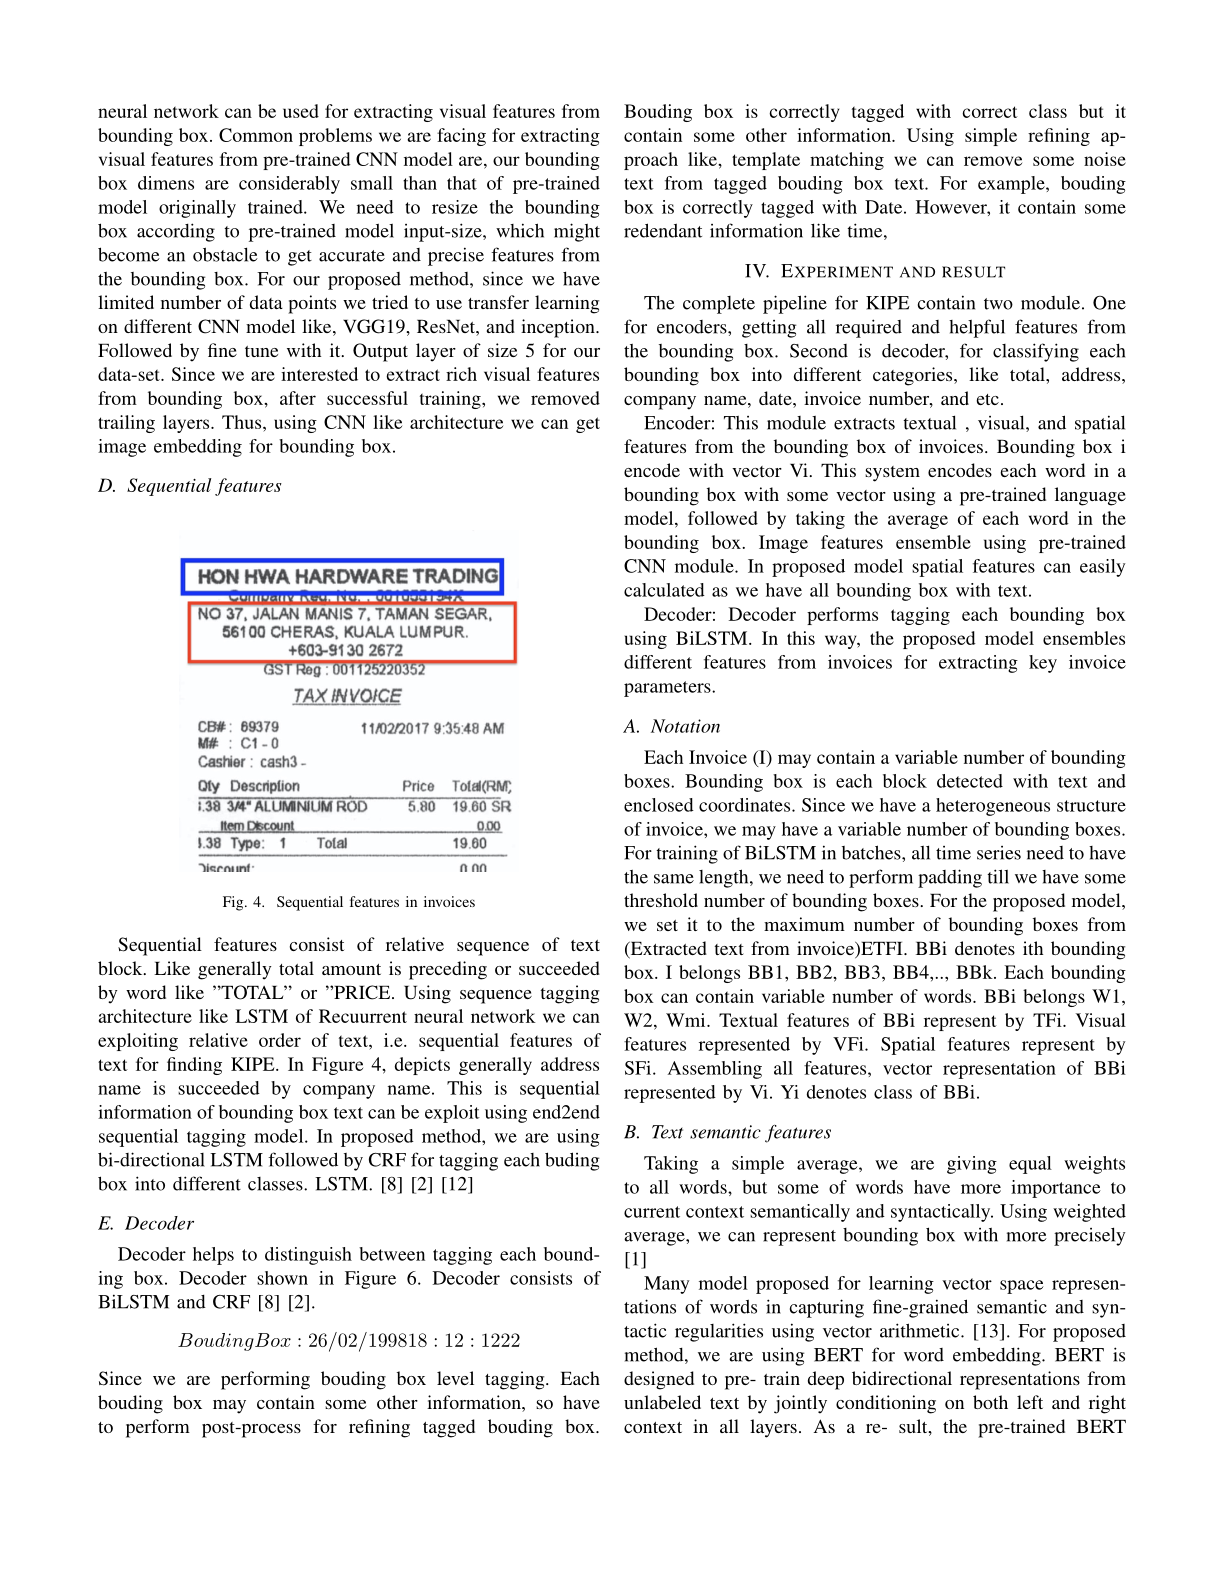 neural network can be used for extracting visual features from
bounding box. Common problems we are facing for extracting
visual features from pre-trained CNN model are, our bounding
box dimens are considerably small than that of pre-trained
model originally trained. We need to resize the bounding
box according to pre-trained model input-size, which might
become an obstacle to get accurate and precise features from
the bounding box. For our proposed method, since we have
limited number of data points we tried to use transfer learning
on different CNN model like, VGG19, ResNet, and inception.
Followed by fine tune with it. Output layer of size 5 for our
data-set. Since we are interested to extract rich visual features
from bounding box, after successful training, we removed
trailing layers. Thus, using CNN like architecture we can get
image embedding for bounding box.
D. Sequential features
HON HWA HARDWARE TRADING
Company Reg. No. : 001055194X
NO 37, JALAN MANIS 7, TAMAN SEGAR,
56100 CHERAS, KUALA LUMPUR.
+603-9130 2672
GST Reg : 001125220352
TAX INVOICE
CB# : 69379 11/02/2017 9:35:48 AM
M# : C1 - 0
Cashier : cash3 -
Qty Description Price Total(RM)
.38 3/4" ALUMINIUM ROD 5.80 19.60 SR
Item Discount 0.00
.38 Type: 1 Total 19.60
Discount: 0.00
Fig. 4. Sequential features in invoices
Sequential features consist of relative sequence of text
block. Like generally total amount is preceding or succeeded
by word like ”TOTAL” or ”PRICE. Using sequence tagging
architecture like LSTM of Recuurrent neural network we can
exploiting relative order of text, i.e. sequential features of
text for finding KIPE. In Figure 4, depicts generally address
name is succeeded by company name. This is sequential
information of bounding box text can be exploit using end2end
sequential tagging model. In proposed method, we are using
bi-directional LSTM followed by CRF for tagging each buding
box into different classes. LSTM. [8] [2] [12]
E. Decoder
Decoder helps to distinguish between tagging each bound-
ing box. Decoder shown in Figure 6. Decoder consists of
BiLSTM and CRF [8] [2].
BoudingBox : 26/02/199818 : 12 : 1222
Since we are performing bouding box level tagging. Each
bouding box may contain some other information, so have
to perform post-process for refining tagged bouding box.
Bouding box is correctly tagged with correct class but it
contain some other information. Using simple refining ap-
proach like, template matching we can remove some noise
text from tagged bouding box text. For example, bouding
box is correctly tagged with Date. However, it contain some
redendant information like time,
IV. EXPERIMENT AND RESULT
The complete pipeline for KIPE contain two module. One
for encoders, getting all required and helpful features from
the bounding box. Second is decoder, for classifying each
bounding box into different categories, like total, address,
company name, date, invoice number, and etc.
Encoder: This module extracts textual , visual, and spatial
features from the bounding box of invoices. Bounding box i
encode with vector Vi. This system encodes each word in a
bounding box with some vector using a pre-trained language
model, followed by taking the average of each word in the
bounding box. Image features ensemble using pre-trained
CNN module. In proposed model spatial features can easily
calculated as we have all bounding box with text.
Decoder: Decoder performs tagging each bounding box
using BiLSTM. In this way, the proposed model ensembles
different features from invoices for extracting key invoice
parameters.
A. Notation
Each Invoice (I) may contain a variable number of bounding
boxes. Bounding box is each block detected with text and
enclosed coordinates. Since we have a heterogeneous structure
of invoice, we may have a variable number of bounding boxes.
For training of BiLSTM in batches, all time series need to have
the same length, we need to perform padding till we have some
threshold number of bounding boxes. For the proposed model,
we set it to the maximum number of bounding boxes from
(Extracted text from invoice)ETFI. BBi denotes ith bounding
box. I belongs BB1, BB2, BB3, BB4,.., BBk. Each bounding
box can contain variable number of words. BBi belongs W1,
W2, Wmi. Textual features of BBi represent by TFi. Visual
features represented by VFi. Spatial features represent by
SFi. Assembling all features, vector representation of BBi
represented by Vi. Yi denotes class of BBi.
B. Text semantic features
Taking a simple average, we are giving equal weights
to all words, but some of words have more importance to
current context semantically and syntactically. Using weighted
average, we can represent bounding box with more precisely
[1]
Many model proposed for learning vector space represen-
tations of words in capturing fine-grained semantic and syn-
tactic regularities using vector arithmetic. [13]. For proposed
method, we are using BERT for word embedding. BERT is
designed to pre- train deep bidirectional representations from
unlabeled text by jointly conditioning on both left and right
context in all layers. As a re- sult, the pre-trained BERT